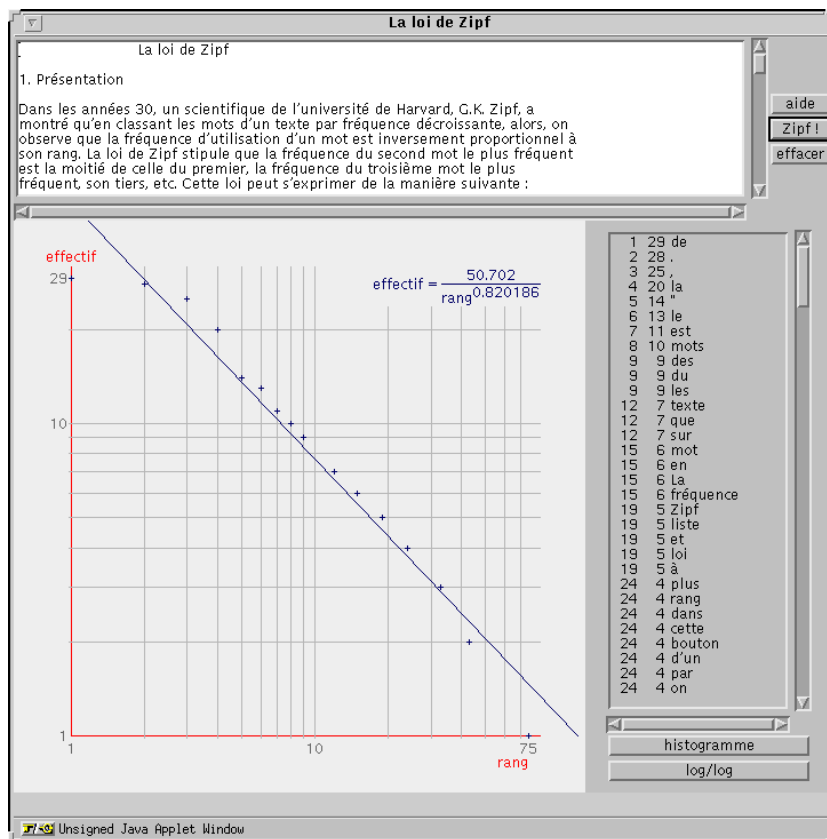 La loi de Zipf
La loi de Zipf
1. Présentation
Dans les années 30, un scientifique de l'université de Harvard, G.K. Zipf, a
montré qu'en classant les mots d'un texte par fréquence décroissante, alors, on
observe que la fréquence d'utilisation d'un mot est inversement proportionnel à
son rang. La loi de Zipf stipule que la fréquence du second mot le plus fréquent
est la moitié de celle du premier, la fréquence du troisième mot le plus
fréquent, son tiers, etc. Cette loi peut s'exprimer de la manière suivante :
aide
Zipf !
effacer
effectif
29
10
1
effectif = 50.702
rang^0.820186
1
10
75
rang
1 29 de
2 28 .
3 25 ,
4 20 la
5 14 "
6 13 le
7 11 est
8 10 mots
9 9 des
9 9 du
9 9 les
12 7 texte
12 7 que
12 7 sur
15 6 mot
15 6 en
15 6 La
15 6 fréquence
19 5 Zipf
19 5 liste
19 5 et
19 5 loi
19 5 à
24 4 plus
24 4 rang
24 4 dans
24 4 cette
24 4 bouton
24 4 d'un
24 4 par
24 4 on
histogramme
log/log
Unsigned Java Applet Window